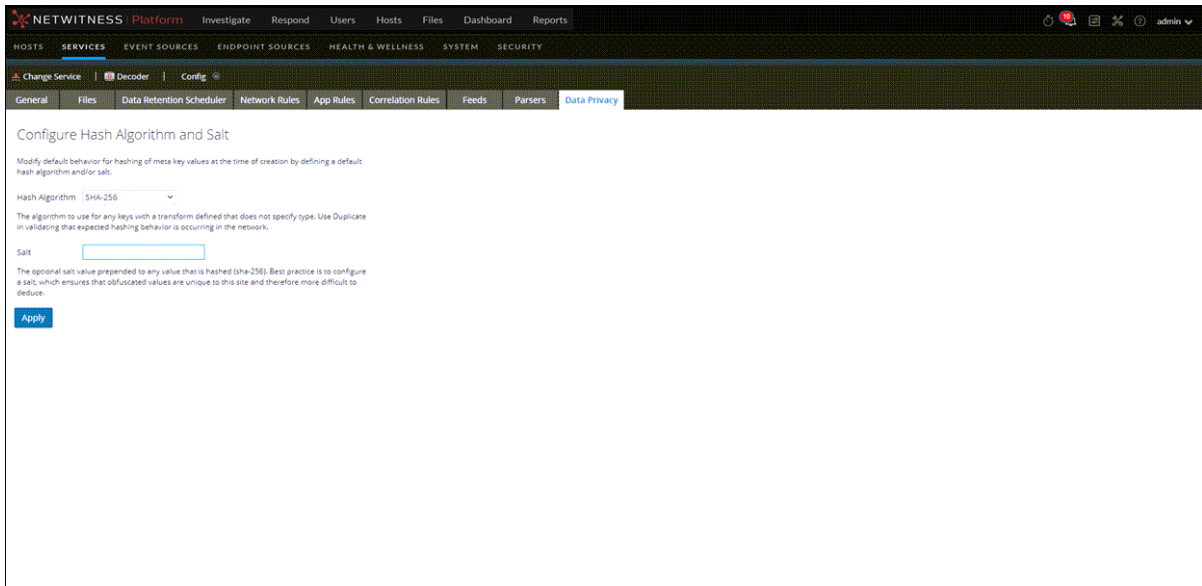 NETWITNESS Platform Investigate Respond Users Hosts Files Dashboard Reports 10 admin
HOSTS SERVICES EVENT SOURCES ENDPOINT SOURCES HEALTH & WELLNESS SYSTEM SECURITY
Change Service | Decoder | Config
General Files Data Retention Scheduler Network Rules App Rules Correlation Rules Feeds Parsers Data Privacy
Configure Hash Algorithm and Salt
Modify default behavior for hashing of meta key values at the time of creation by defining a default
hash algorithm and/or salt.
Hash Algorithm SHA-256
The algorithm to use for any keys with a transform defined that does not specify type. Use Duplicate
in validating that expected hashing behavior is occurring in the network.
Salt
The optional salt value prepended to any value that is hashed (sha-256). Best practice is to configure
a salt, which ensures that obfuscated values are unique to this site and therefore more difficult to
deduce.
Apply